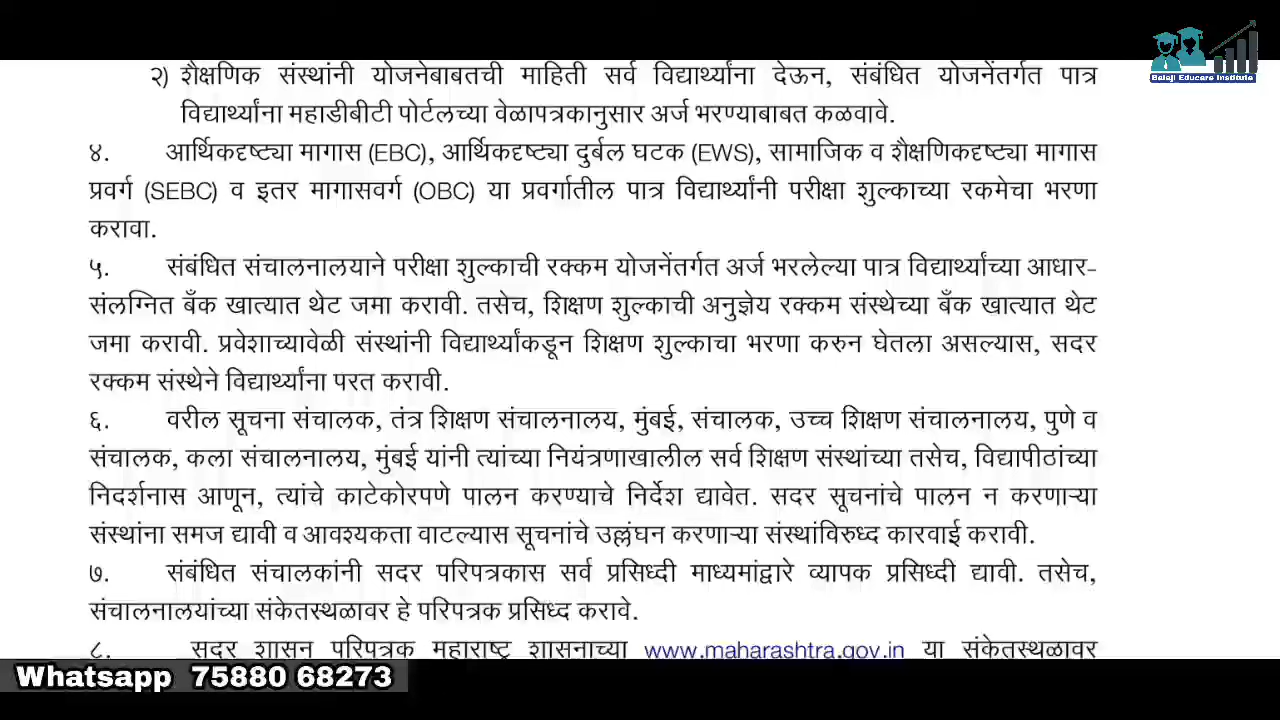 Balaji Educare Institute
२) शैक्षणिक संस्थांनी योजनेबाबतची माहिती सर्व विद्यार्थ्यांना देऊन, संबंधित योजनेंतर्गत पात्र
विद्यार्थ्यांना महाडीबीटी पोर्टलच्या वेळापत्रकानुसार अर्ज भरण्याबाबत कळवावे.
४. आर्थिकदृष्ट्या मागास (EBC), आर्थिकदृष्ट्या दुर्बल घटक (EWS), सामाजिक व शैक्षणिकदृष्ट्या मागास
प्रवर्ग (SEBC) व इतर मागासवर्ग (OBC) या प्रवर्गातील पात्र विद्यार्थ्यांनी परीक्षा शुल्काच्या रकमेचा भरणा
करावा.
५. संबंधित संचालनालयाने परीक्षा शुल्काची रक्कम योजनेंतर्गत अर्ज भरलेल्या पात्र विद्यार्थ्यांच्या आधार-
संलग्नित बँक खात्यात थेट जमा करावी. तसेच, शिक्षण शुल्काची अनुज्ञेय रक्कम संस्थेच्या बँक खात्यात थेट
जमा करावी. प्रवेशाच्यावेळी संस्थांनी विद्यार्थ्यांकडून शिक्षण शुल्काचा भरणा करुन घेतला असल्यास, सदर
रक्कम संस्थेने विद्यार्थ्यांना परत करावी.
६. वरील सूचना संचालक, तंत्र शिक्षण संचालनालय, मुंबई, संचालक, उच्च शिक्षण संचालनालय, पुणे व
संचालक, कला संचालनालय, मुंबई यांनी त्यांच्या नियंत्रणाखालील सर्व शिक्षण संस्थांच्या तसेच, विद्यापीठांच्या
निदर्शनास आणून, त्यांचे काटेकोरपणे पालन करण्याचे निर्देश द्यावेत. सदर सूचनांचे पालन न करणाऱ्या
संस्थांना समज द्यावी व आवश्यकता वाटल्यास सूचनांचे उल्लंघन करणाऱ्या संस्थांविरुध्द कारवाई करावी.
७. संबंधित संचालकांनी सदर परिपत्रकास सर्व प्रसिध्दी माध्यमांद्वारे व्यापक प्रसिध्दी द्यावी. तसेच,
संचालनालयांच्या संकेतस्थळावर हे परिपत्रक प्रसिध्द करावे.
८. सदर शासन परिपत्रक महाराष्ट्र शासनाच्या www.maharashtra.gov.in या संकेतस्थळावर
Whatsapp 75880 68273